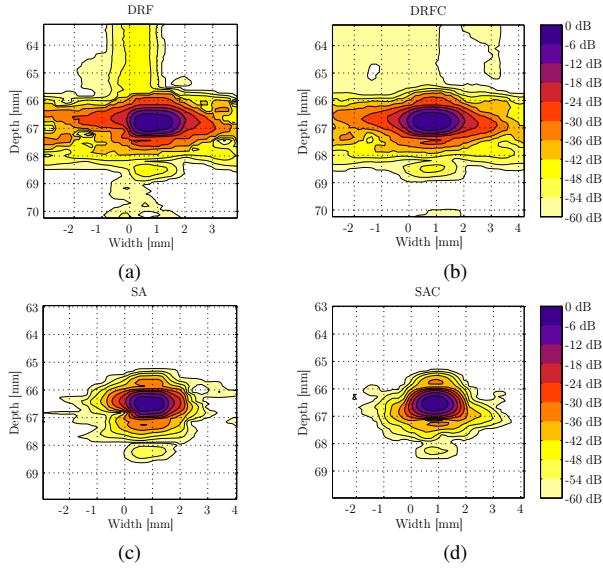 DRF
DRFC
64
65
66
67
68
69
70
Depth [mm]
-2 -1 0 1 2 3
Width [mm]
64
65
66
67
68
69
70
Depth [mm]
-2 -1 0 1 2 3 4
Width [mm]
0 dB
-6 dB
-12 dB
-18 dB
-24 dB
-30 dB
-36 dB
-42 dB
-48 dB
-54 dB
-60 dB
(a)
(b)
SA
SAC
63
64
65
66
67
68
69
Depth [mm]
-2 -1 0 1 2 3 4
Width [mm]
63
64
65
66
67
68
69
Depth [mm]
-2 -1 0 1 2 3 4
Width [mm]
0 dB
-6 dB
-12 dB
-18 dB
-24 dB
-30 dB
-36 dB
-42 dB
-48 dB
-54 dB
-60 dB
(c)
(d)